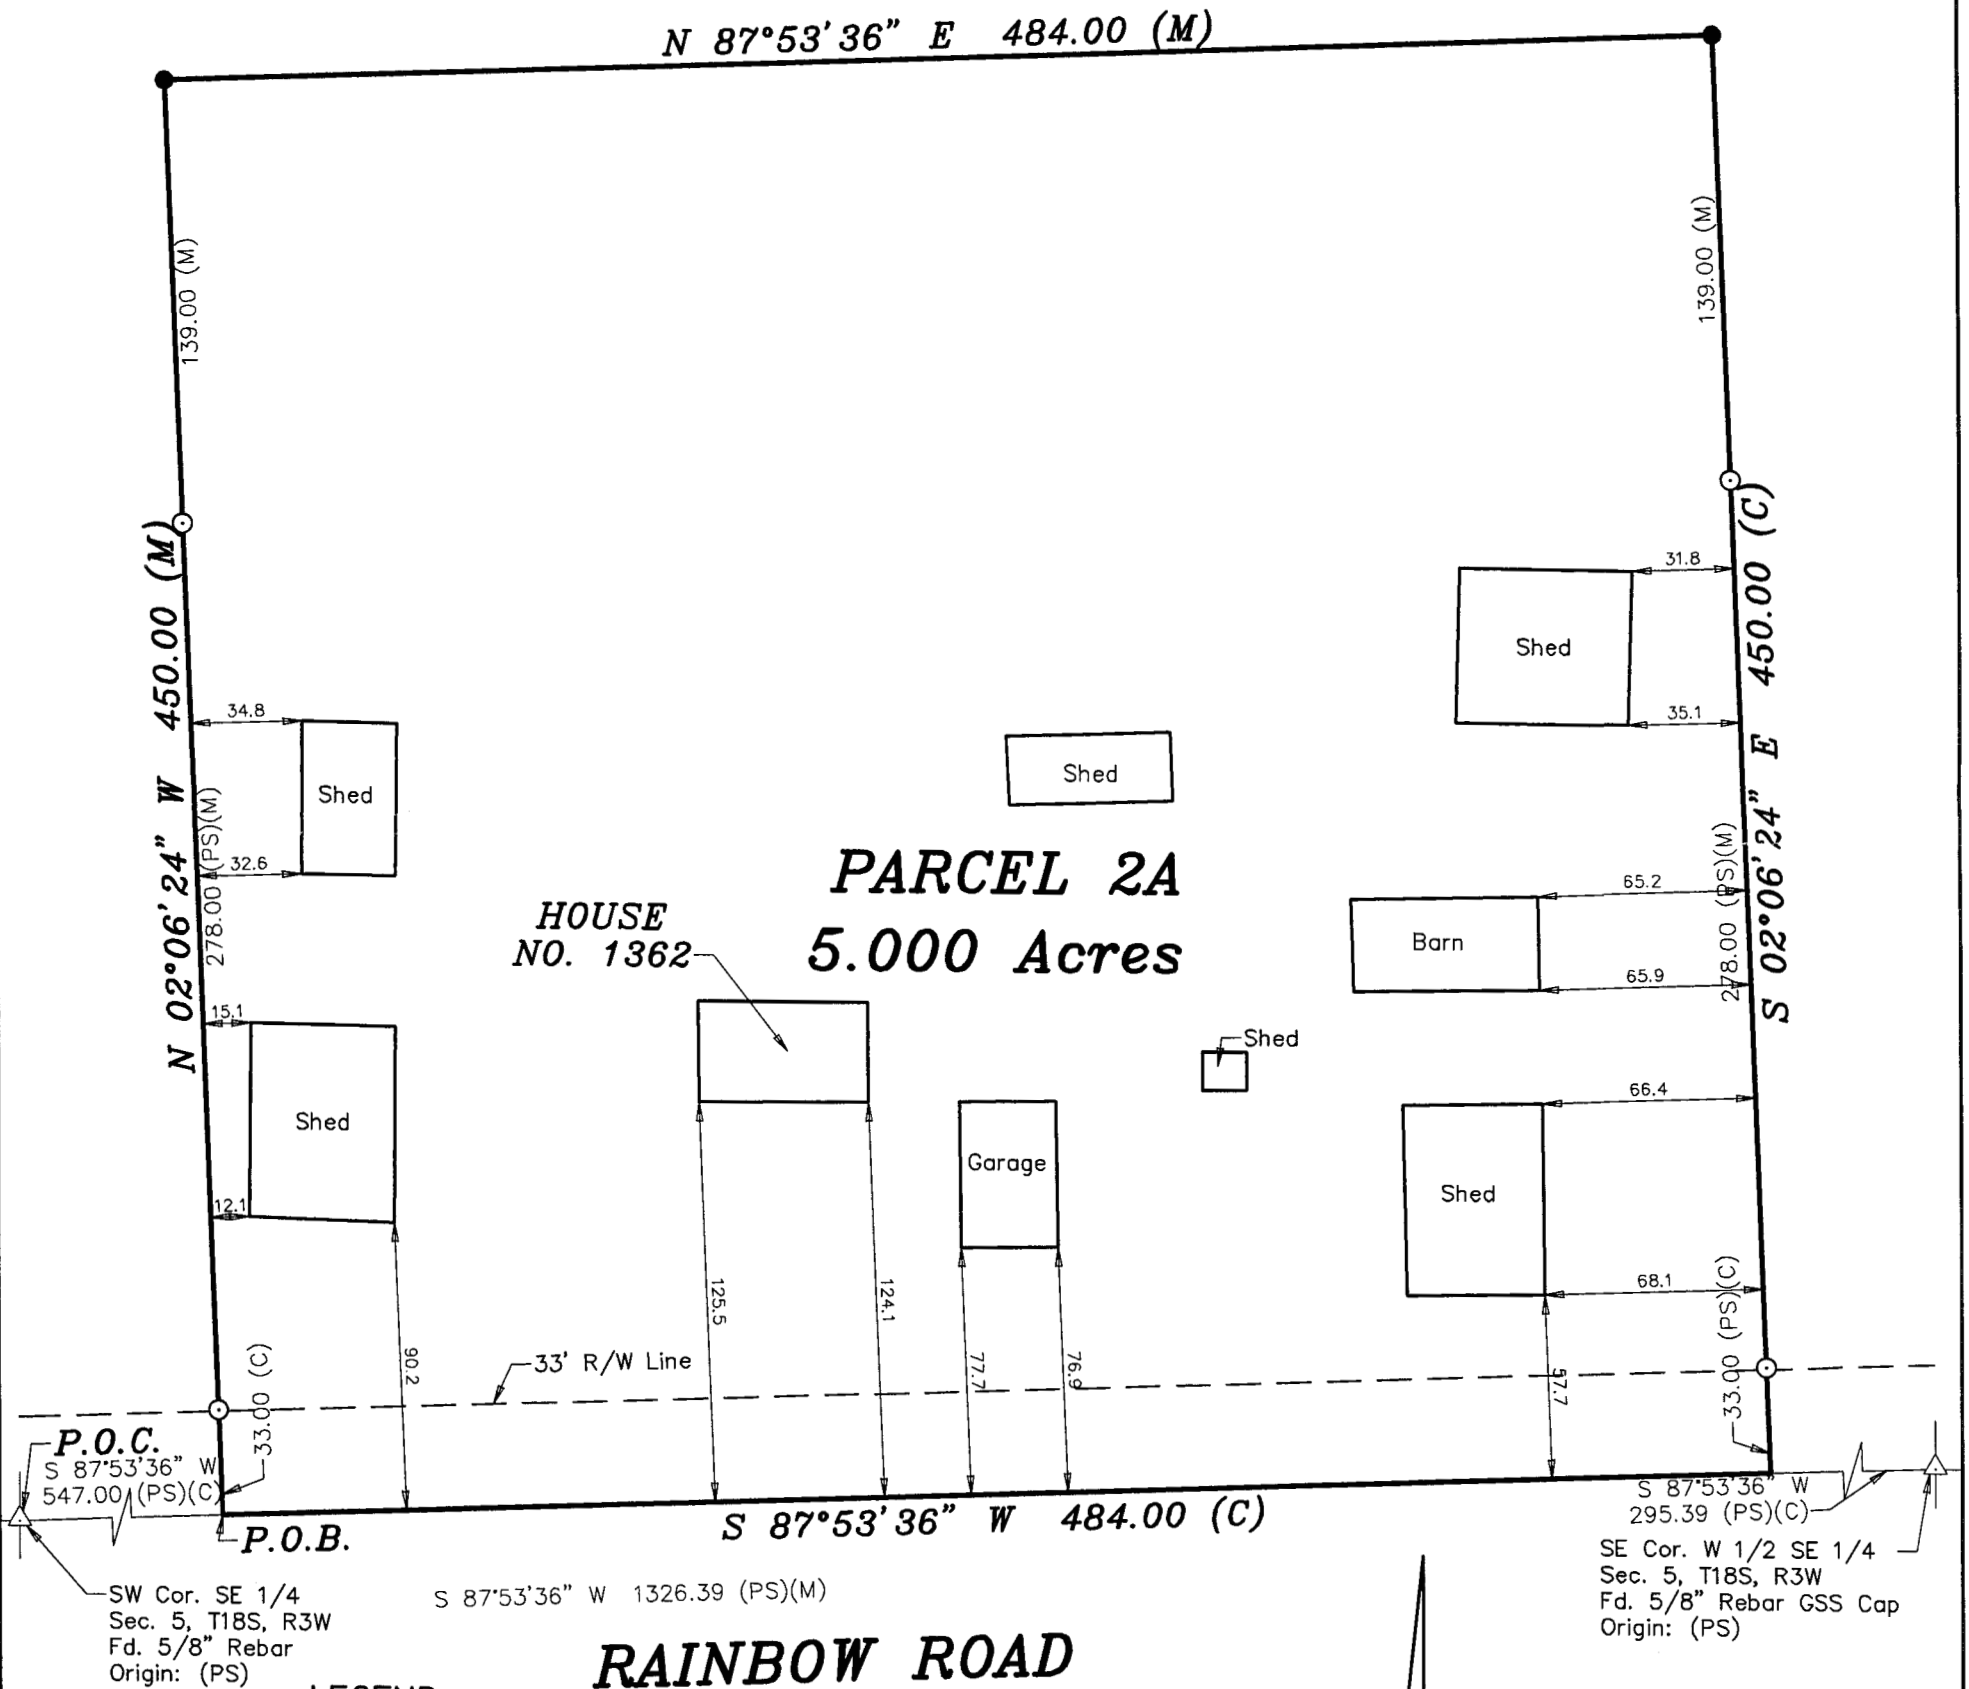 N 87°53'36" E 484.00 (M)
139.00 (M)
139.00 (M)
N 02°06'24" W 450.00 (M)
278.00 (PS)(M)
S 02°06'24" E 450.00 (C)
278.00 (PS)(M)
31.8
Shed
35.1
34.8
Shed
32.6
Shed
PARCEL 2A
5.000 Acres
HOUSE
NO. 1362
65.2
Barn
65.9
15.1
Shed
12.1
Shed
Garage
66.4
Shed
68.1
90.2
125.5
124.1
77.7
76.9
57.7
33' R/W Line
33.00 (C)
33.00 (PS)(C)
P.O.C.
S 87°53'36" W
547.00 (PS)(C)
P.O.B.
S 87°53'36" W 484.00 (C)
S 87°53'36" W
295.39 (PS)(C)
SW Cor. SE 1/4
Sec. 5, T18S, R3W
Fd. 5/8" Rebar
Origin: (PS)
S 87°53'36" W 1326.39 (PS)(M)
SE Cor. W 1/2 SE 1/4
Sec. 5, T18S, R3W
Fd. 5/8" Rebar GSS Cap
Origin: (PS)
RAINBOW ROAD